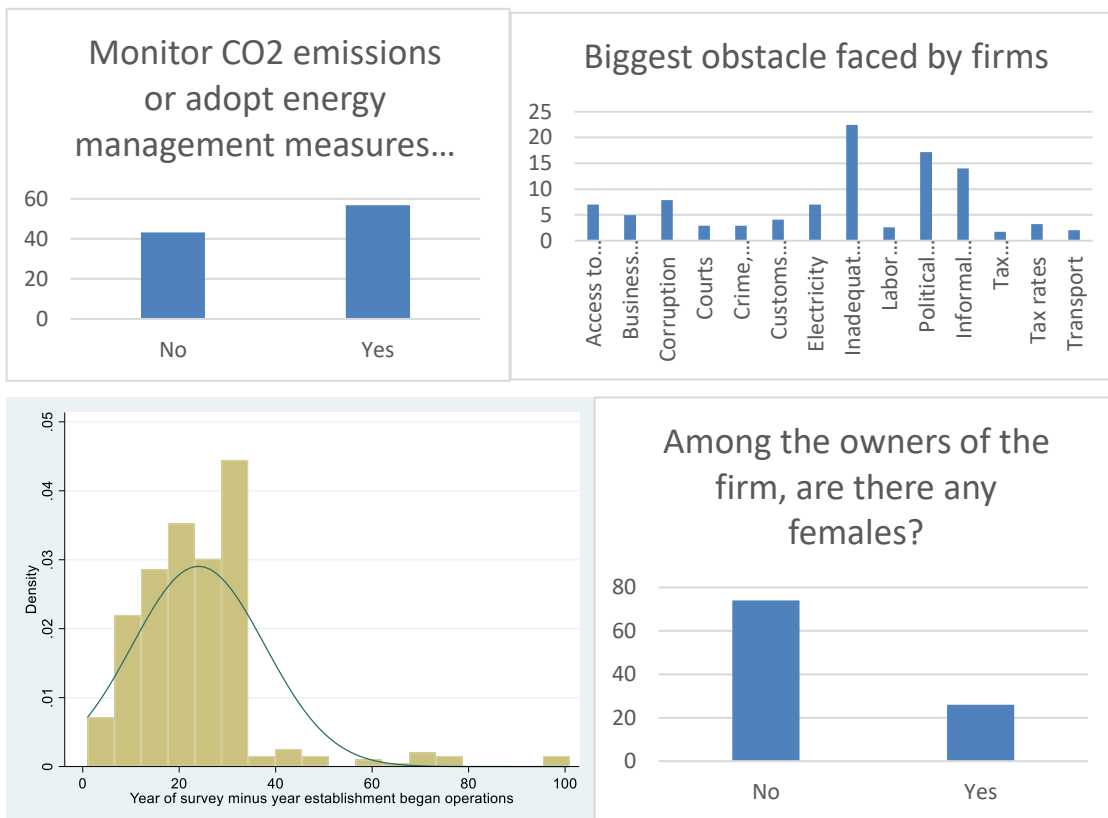 Monitor CO2 emissions
or adopt energy
management measures…
60
40
20
0
No
Yes
Biggest obstacle faced by firms
25
20
15
10
5
0
Access to…
Business…
Corruption
Courts
Crime,…
Customs…
Electricity
Inadequat…
Labor…
Political…
Informal…
Tax…
Tax rates
Transport
.05
.04
.03
.02
.01
0
Density
0 20 40 60 80 100
Year of survey minus year establishment began operations
Among the owners of the
firm, are there any
females?
80
60
40
20
0
No
Yes